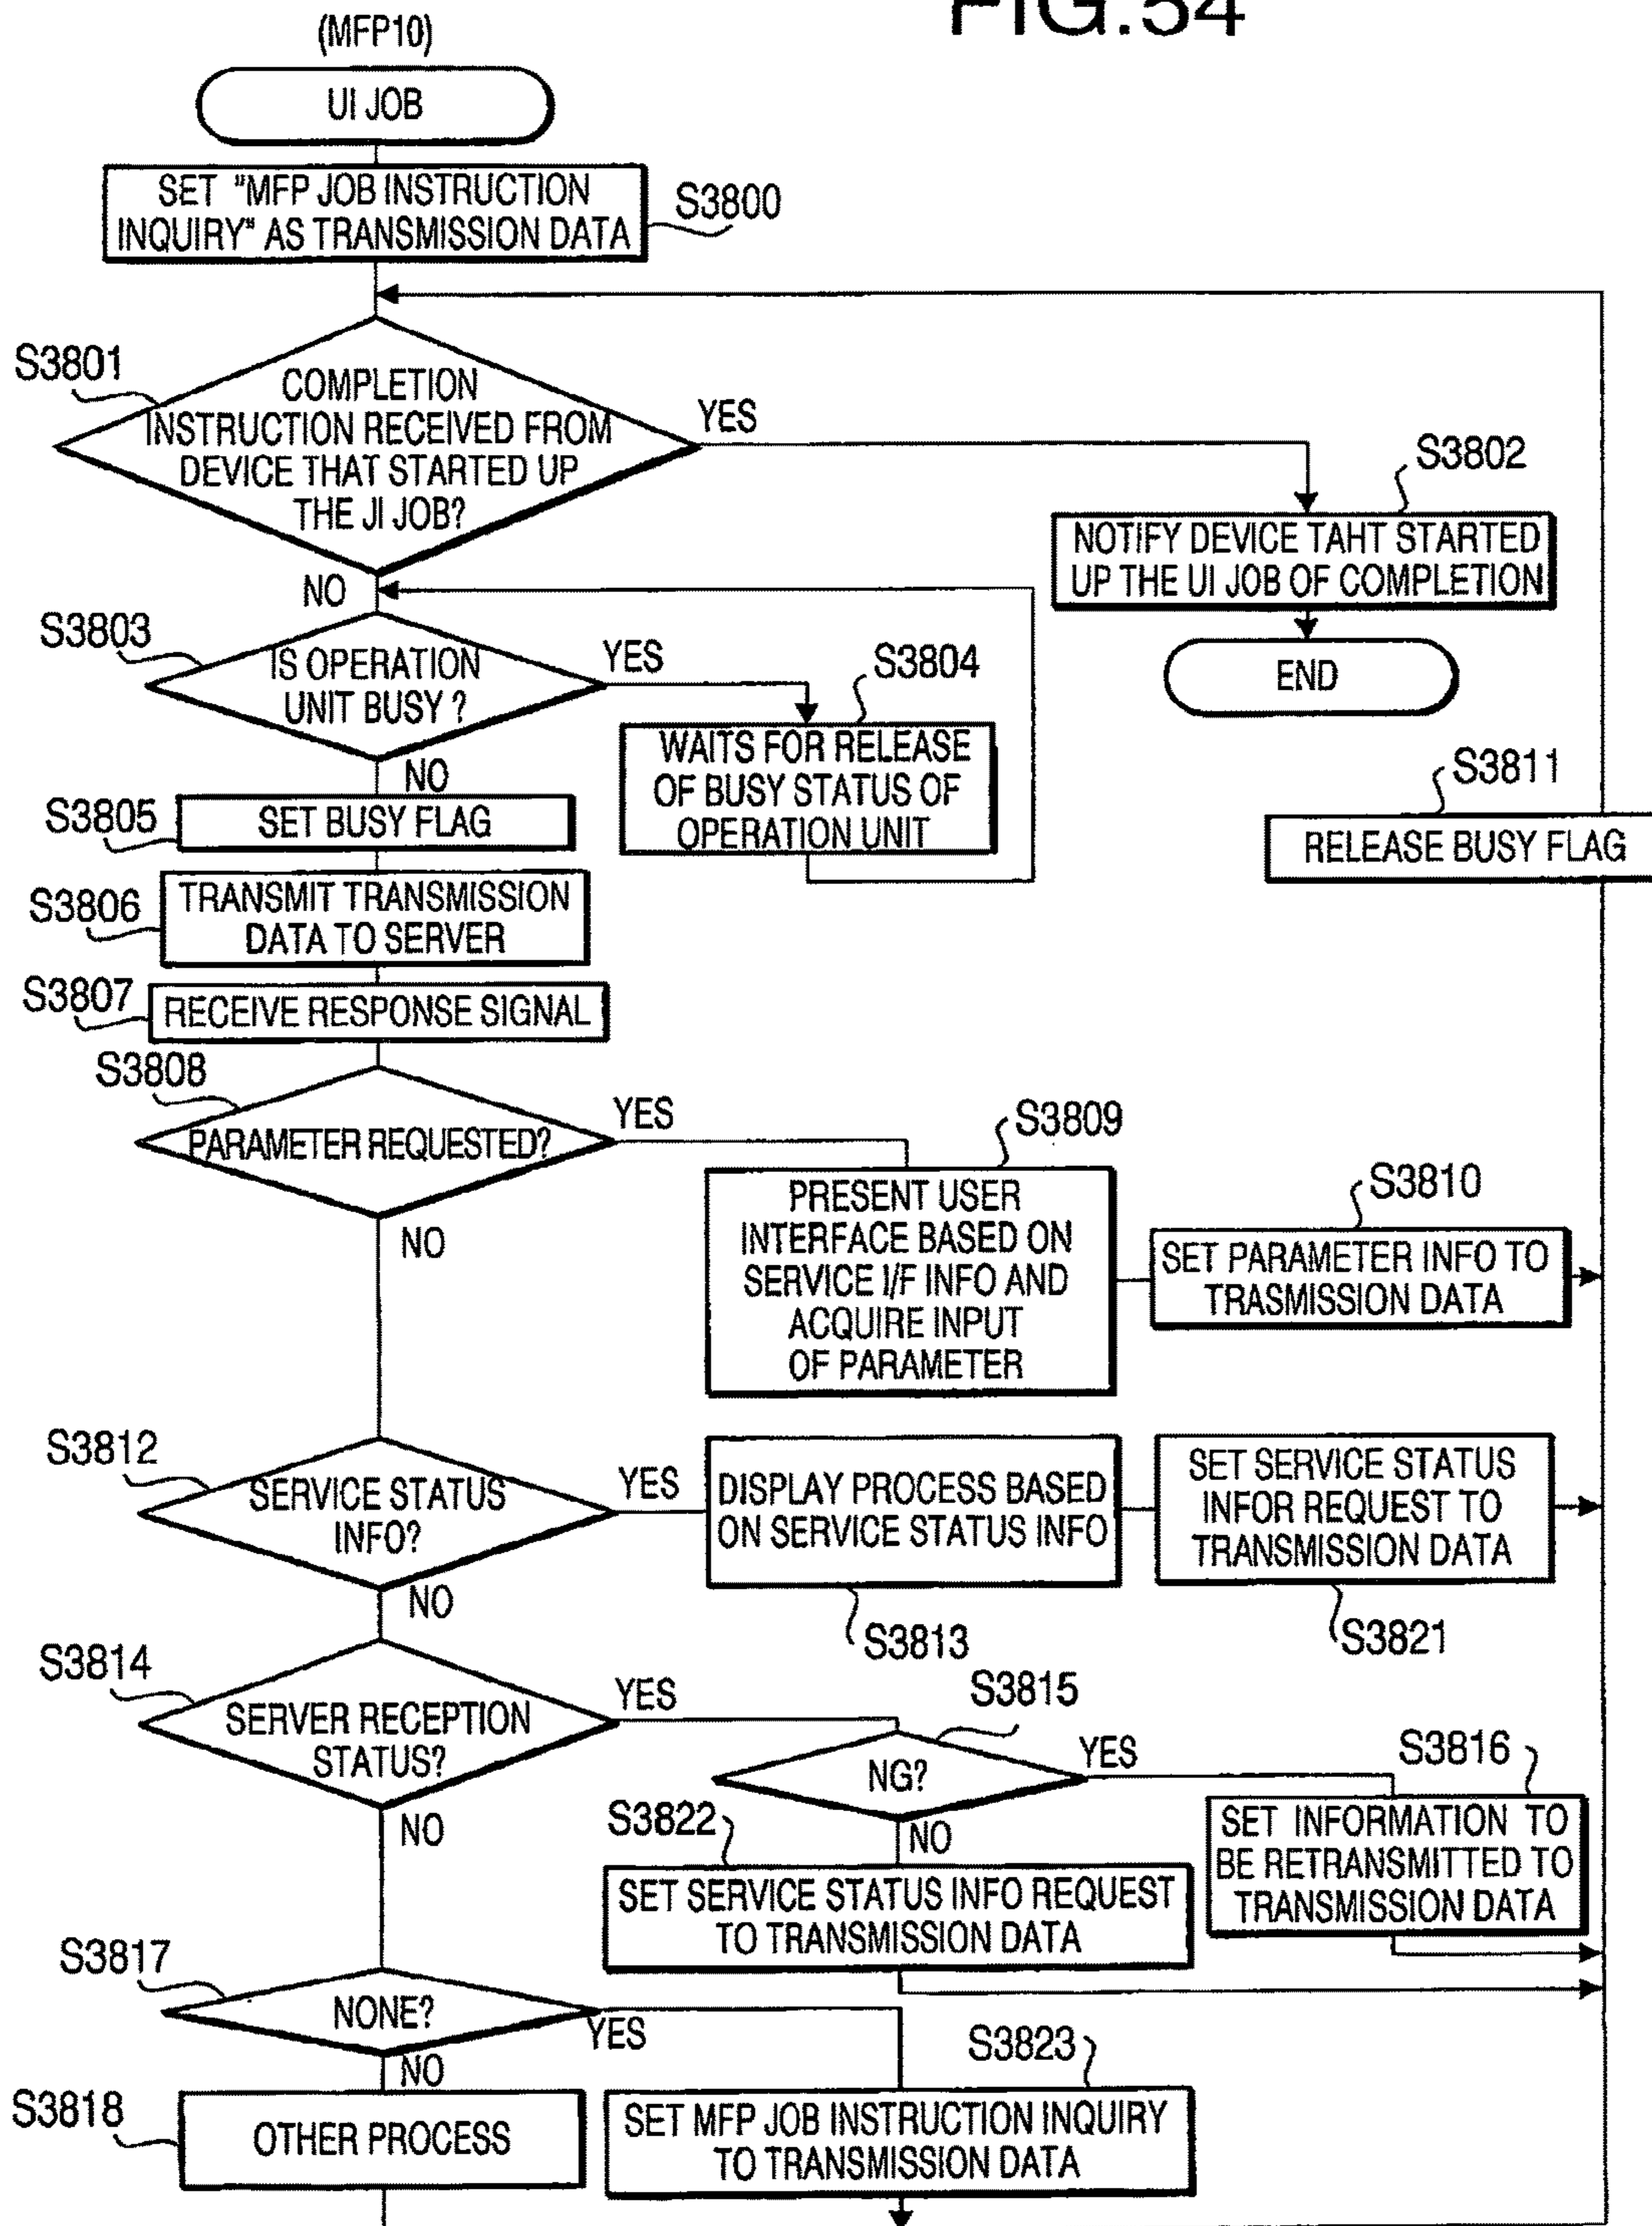 FIG.54
(MFP10)
UI JOB
SET "MFP JOB INSTRUCTION
INQUIRY" AS TRANSMISSION DATA
S3800
S3801
COMPLETION
INSTRUCTION RECEIVED FROM
DEVICE THAT STARTED UP
THE JI JOB?
YES
S3802
NOTIFY DEVICE TAHT STARTED
UP THE UI JOB OF COMPLETION
END
NO
S3803
IS OPERATION
UNIT BUSY ?
YES
S3804
WAITS FOR RELEASE
OF BUSY STATUS OF
OPERATION UNIT
NO
S3805
SET BUSY FLAG
S3811
RELEASE BUSY FLAG
S3806
TRANSMIT TRANSMISSION
DATA TO SERVER
S3807
RECEIVE RESPONSE SIGNAL
S3808
PARAMETER REQUESTED?
YES
S3809
PRESENT USER
INTERFACE BASED ON
SERVICE I/F INFO AND
ACQUIRE INPUT
OF PARAMETER
S3810
SET PARAMETER INFO TO
TRASMISSION DATA
NO
S3812
SERVICE STATUS
INFO?
YES
DISPLAY PROCESS BASED
ON SERVICE STATUS INFO
S3813
SET SERVICE STATUS
INFOR REQUEST TO
TRANSMISSION DATA
S3821
NO
S3814
SERVER RECEPTION
STATUS?
YES
S3815
NG?
YES
S3816
SET INFORMATION TO
BE RETRANSMITTED TO
TRANSMISSION DATA
NO
S3822
SET SERVICE STATUS INFO REQUEST
TO TRANSMISSION DATA
NO
S3817
NONE?
YES
S3823
SET MFP JOB INSTRUCTION INQUIRY
TO TRANSMISSION DATA
NO
S3818
OTHER PROCESS